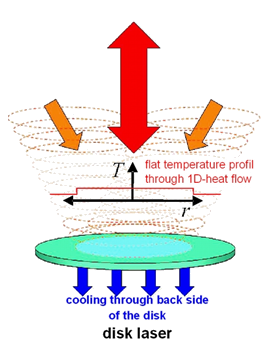 T
flat temperature profil
through 1D-heat flow
r
cooling through back side
of the disk
disk laser